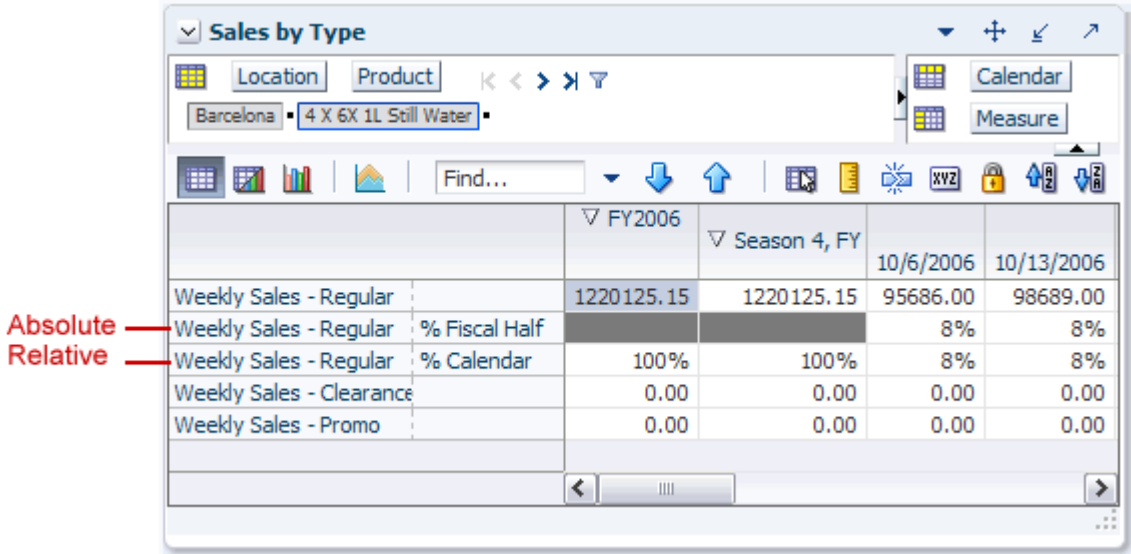 Sales by Type
Location Product Calendar
Barcelona 4 X 6X 1L Still Water Measure
Find... XYZ A Z Z A
FY2006 Season 4, FY 10/6/2006 10/13/2006
Weekly Sales - Regular 1220125.15 1220125.15 95686.00 98689.00
Absolute Weekly Sales - Regular % Fiscal Half 8% 8%
Relative Weekly Sales - Regular % Calendar 100% 100% 8% 8%
Weekly Sales - Clearance 0.00 0.00 0.00 0.00
Weekly Sales - Promo 0.00 0.00 0.00 0.00